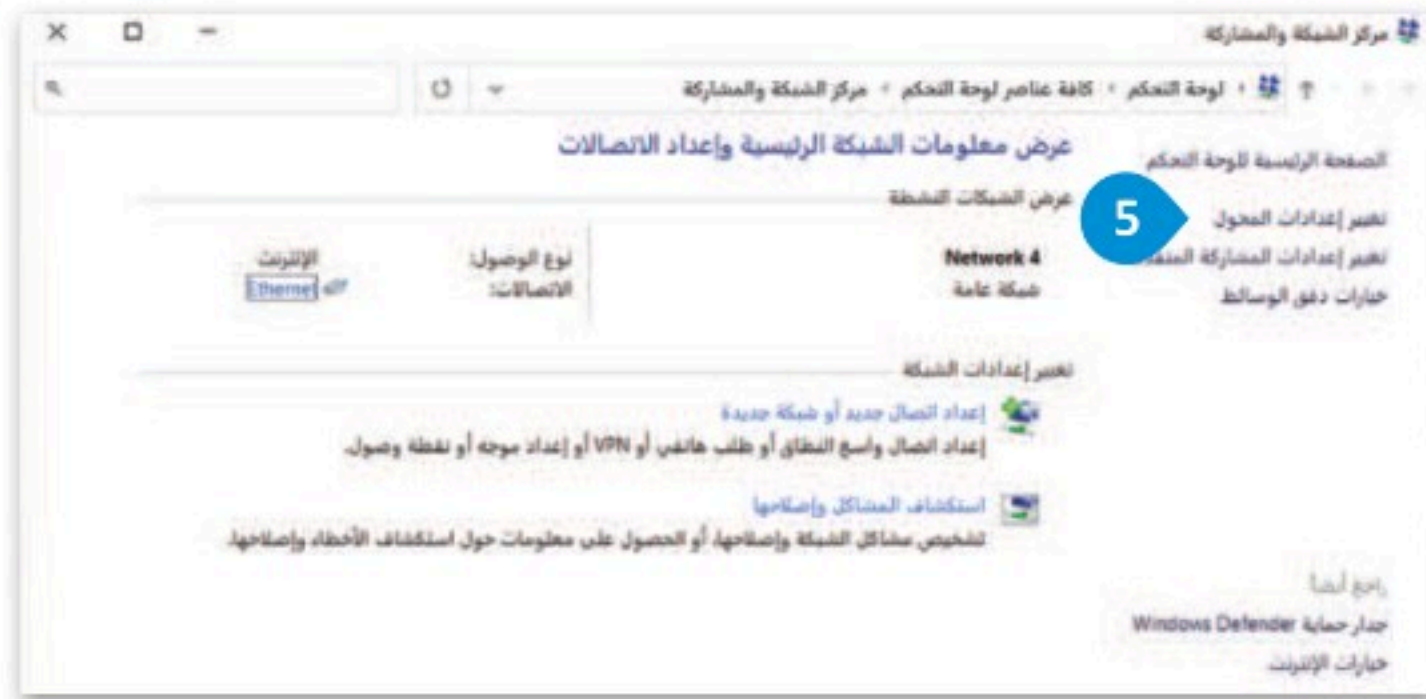 مركز الشبكة والمشاركة
لوحة التحكم › كافة عناصر لوحة التحكم › مركز الشبكة والمشاركة
الصفحة الرئيسية للوحة التحكم
5
تغيير إعدادات المحول
تغيير إعدادات المشاركة
خيارات دفق الوسائط
عرض معلومات الشبكة الرئيسية وإعداد الاتصالات
عرض الشبكات النشطة
Network 4
شبكة عامة
نوع الوصول: الإنترنت
الاتصالات: Ethernet
تغيير إعدادات الشبكة
إعداد اتصال جديد أو شبكة جديدة
إعداد اتصال واسع النطاق أو طلب هاتفي أو VPN أو إعداد موجه أو نقطة وصول.
استكشاف المشاكل وإصلاحها
تشخيص مشاكل الشبكة وإصلاحها، أو الحصول على معلومات حول استكشاف الأخطاء وإصلاحها.
راجع أيضاً
جدار حماية Windows Defender
خيارات الإنترنت